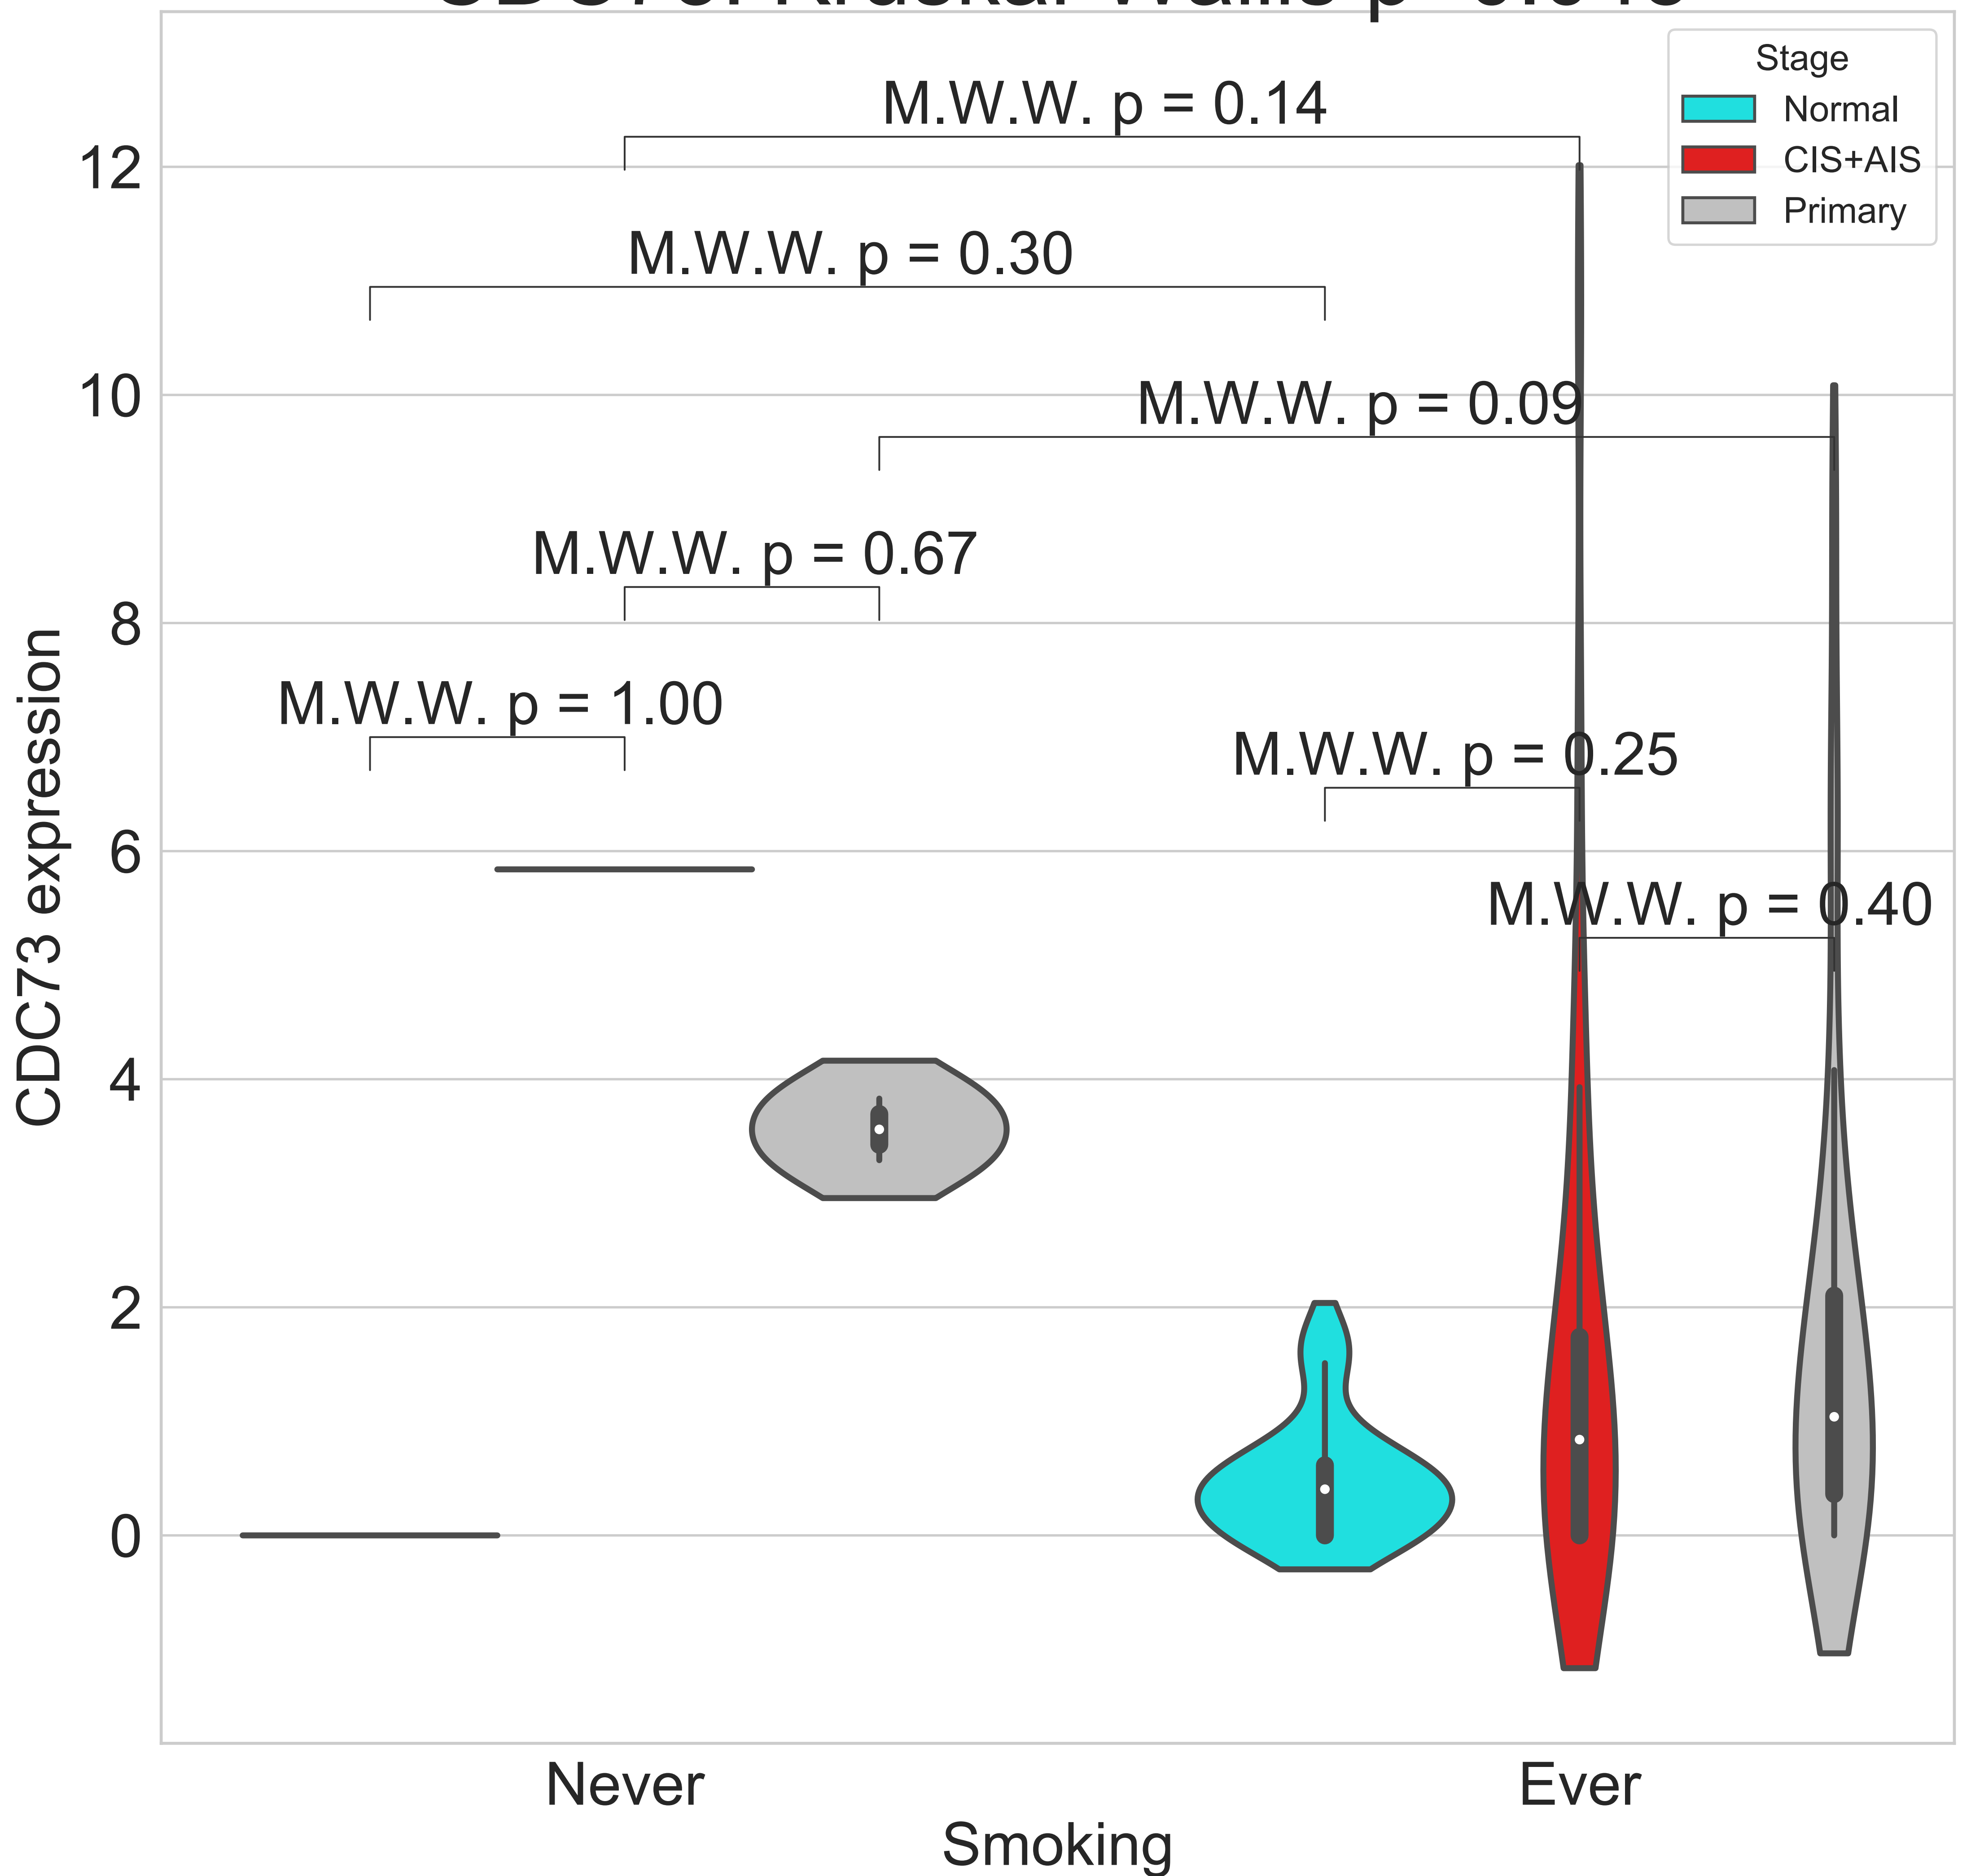 Stage
Normal
CIS+AIS
Primary
M.W.W. p = 0.14
M.W.W. p = 0.30
M.W.W. p = 0.09
M.W.W. p = 0.67
M.W.W. p = 1.00
M.W.W. p = 0.25
M.W.W. p = 0.40
12
10
8
6
4
2
0
CDC73 expression
Never
Ever
Smoking